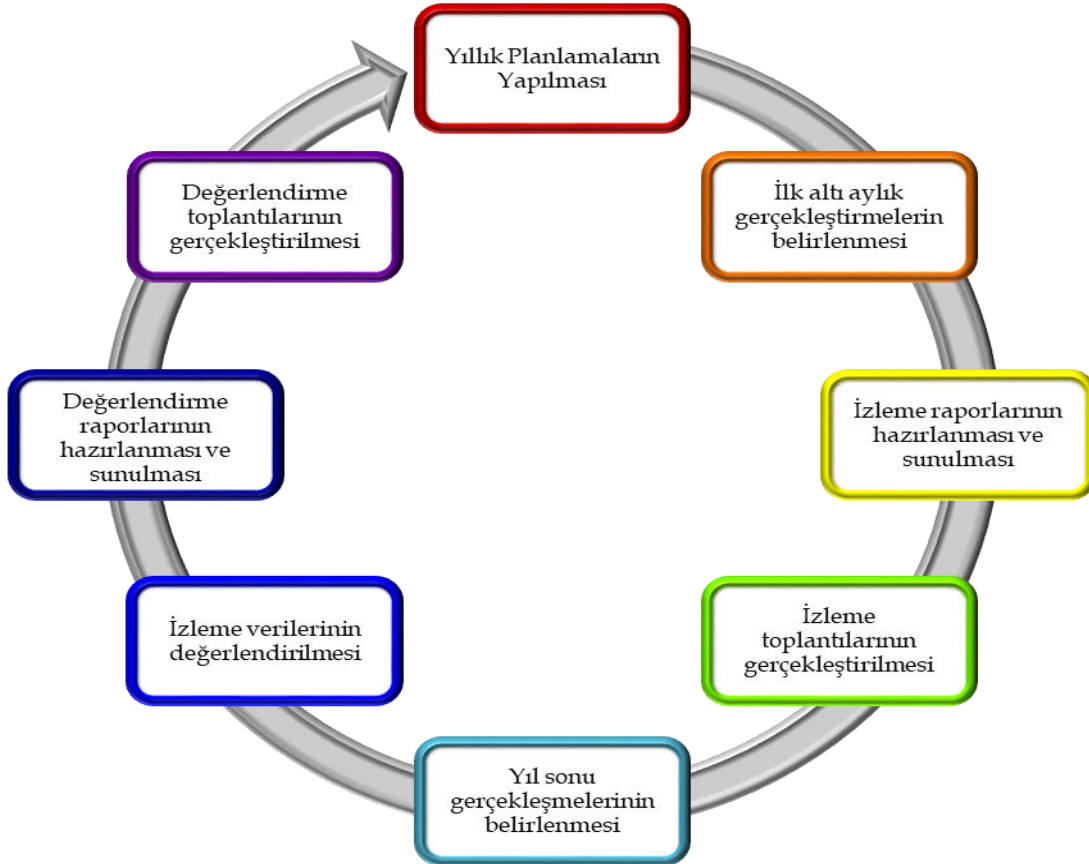 Yıllık Planlamaların
Yapılması
İlk altı aylık
gerçekleştirmelerin
belirlenmesi
İzleme raporlarının
hazırlanması ve
sunulması
İzleme
toplantılarının
gerçekleştirilmesi
Yıl sonu
gerçekleşmelerinin
belirlenmesi
İzleme verilerinin
değerlendirilmesi
Değerlendirme
raporlarının
hazırlanması ve
sunulması
Değerlendirme
toplantılarının
gerçekleştirilmesi